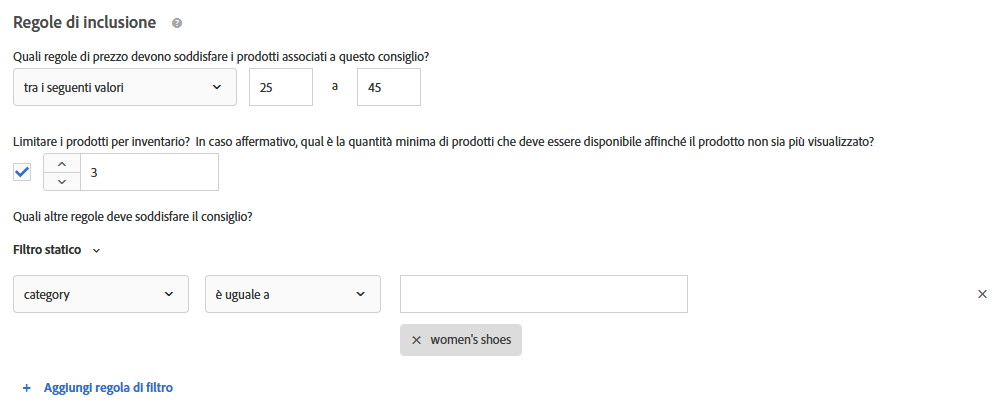 Regole di inclusione ?
Quali regole di prezzo devono soddisfare i prodotti associati a questo consiglio?
tra i seguenti valori 25 a 45
Limitare i prodotti per inventario? In caso affermativo, qual è la quantità minima di prodotti che deve essere disponibile affinché il prodotto non sia più visualizzato?
3
Quali altre regole deve soddisfare il consiglio?
Filtro statico
category è uguale a
women's shoes
+ Aggiungi regola di filtro